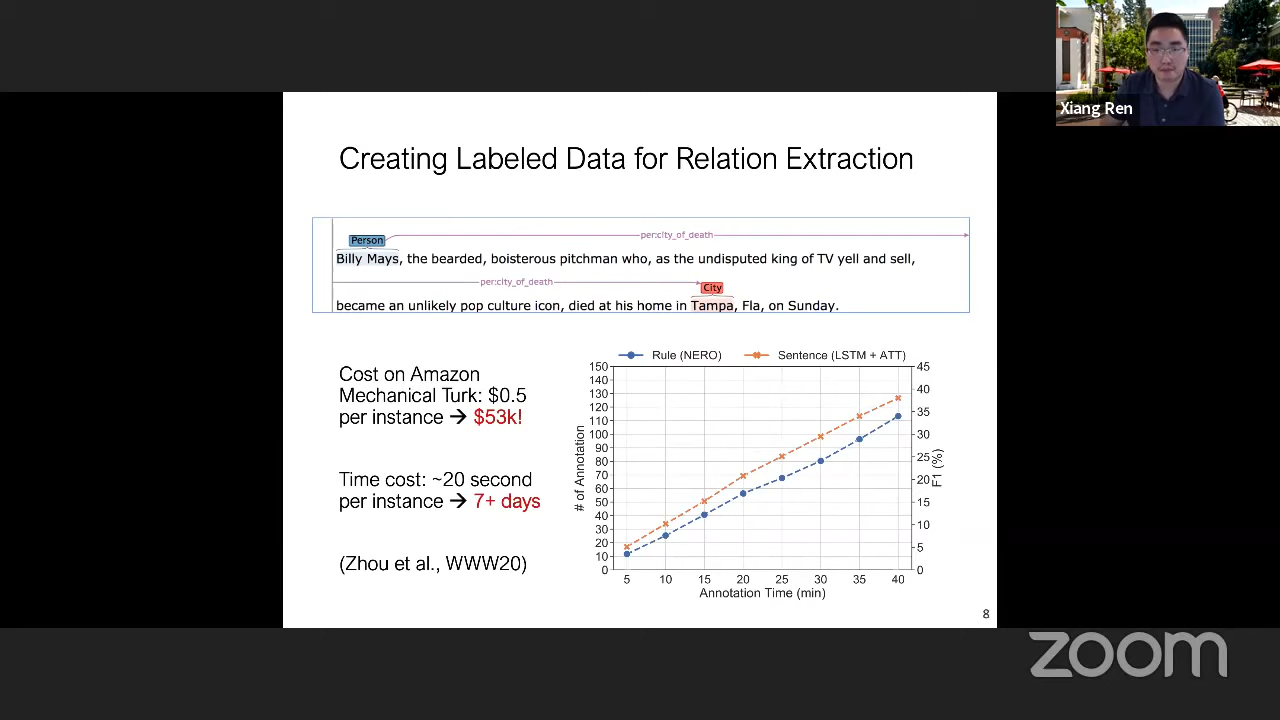 Xiang Ren
Creating Labeled Data for Relation Extraction
per:city_of_death
Person
Billy Mays, the bearded, boisterous pitchman who, as the undisputed king of TV yell and sell,
per:city_of_death
City
became an unlikely pop culture icon, died at his home in Tampa, Fla, on Sunday.
Cost on Amazon
Mechanical Turk: $0.5
per instance → $53k!
Time cost: ~20 second
per instance → 7+ days
(Zhou et al., WWW20)
Rule (NERO) Sentence (LSTM + ATT)
150 45
140
130 40
120
110 35
100 30
90
80 25
70
60 20
50 15
40
30 10
20
10 5
0 0
# of Annotation
F1 (%)
5 10 15 20 25 30 35 40
Annotation Time (min)
8
zoom